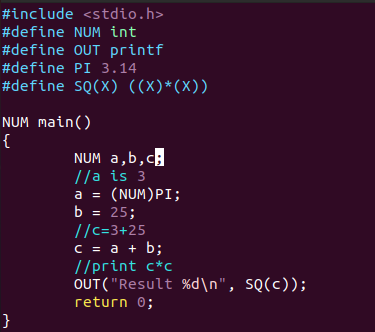 #include <stdio.h>
#define NUM int
#define OUT printf
#define PI 3.14
#define SQ(X) ((X)*(X))
NUM main()
{
NUM a,b,c;
//a is 3
a = (NUM)PI;
b = 25;
//c=3+25
c = a + b;
//print c*c
OUT("Result %d\n", SQ(c));
return 0;
}